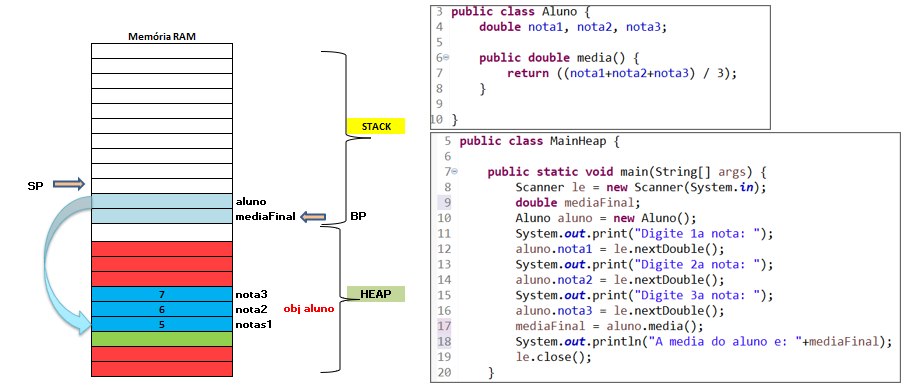 Memória RAM
STACK
SP
aluno
mediaFinal
BP
7
nota3
HEAP
6
nota2
obj aluno
5
notas1
3 public class Aluno {
4 double nota1, nota2, nota3;
5
6 public double media() {
7 return ((nota1+nota2+nota3) / 3);
8 }
9
10 }
5 public class MainHeap {
6
7 public static void main(String[] args) {
8 Scanner le = new Scanner(System.in);
9 double mediaFinal;
10 Aluno aluno = new Aluno();
11 System.out.print("Digite 1a nota: ");
12 aluno.nota1 = le.nextDouble();
13 System.out.print("Digite 2a nota: ");
14 aluno.nota2 = le.nextDouble();
15 System.out.print("Digite 3a nota: ");
16 aluno.nota3 = le.nextDouble();
17 mediaFinal = aluno.media();
18 System.out.println("A media do aluno e: "+mediaFinal);
19 le.close();
20 }